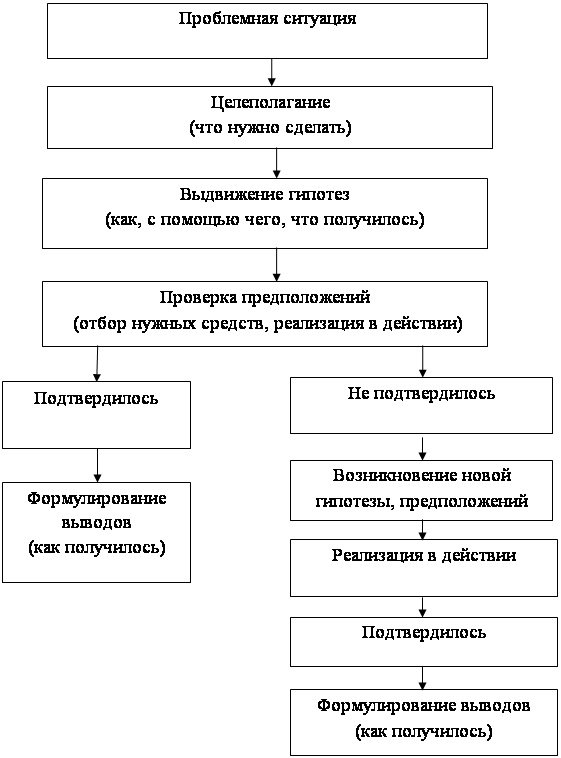 Проблемная ситуация
Целеполагание
(что нужно сделать)
Выдвижение гипотез
(как, с помощью чего, что получилось)
Проверка предположений
(отбор нужных средств, реализация в действии)
Подтвердилось
Формулирование
выводов
(как получилось)
Не подтвердилось
Возникновение новой
гипотезы, предположений
Реализация в действии
Подтвердилось
Формулирование выводов
(как получилось)